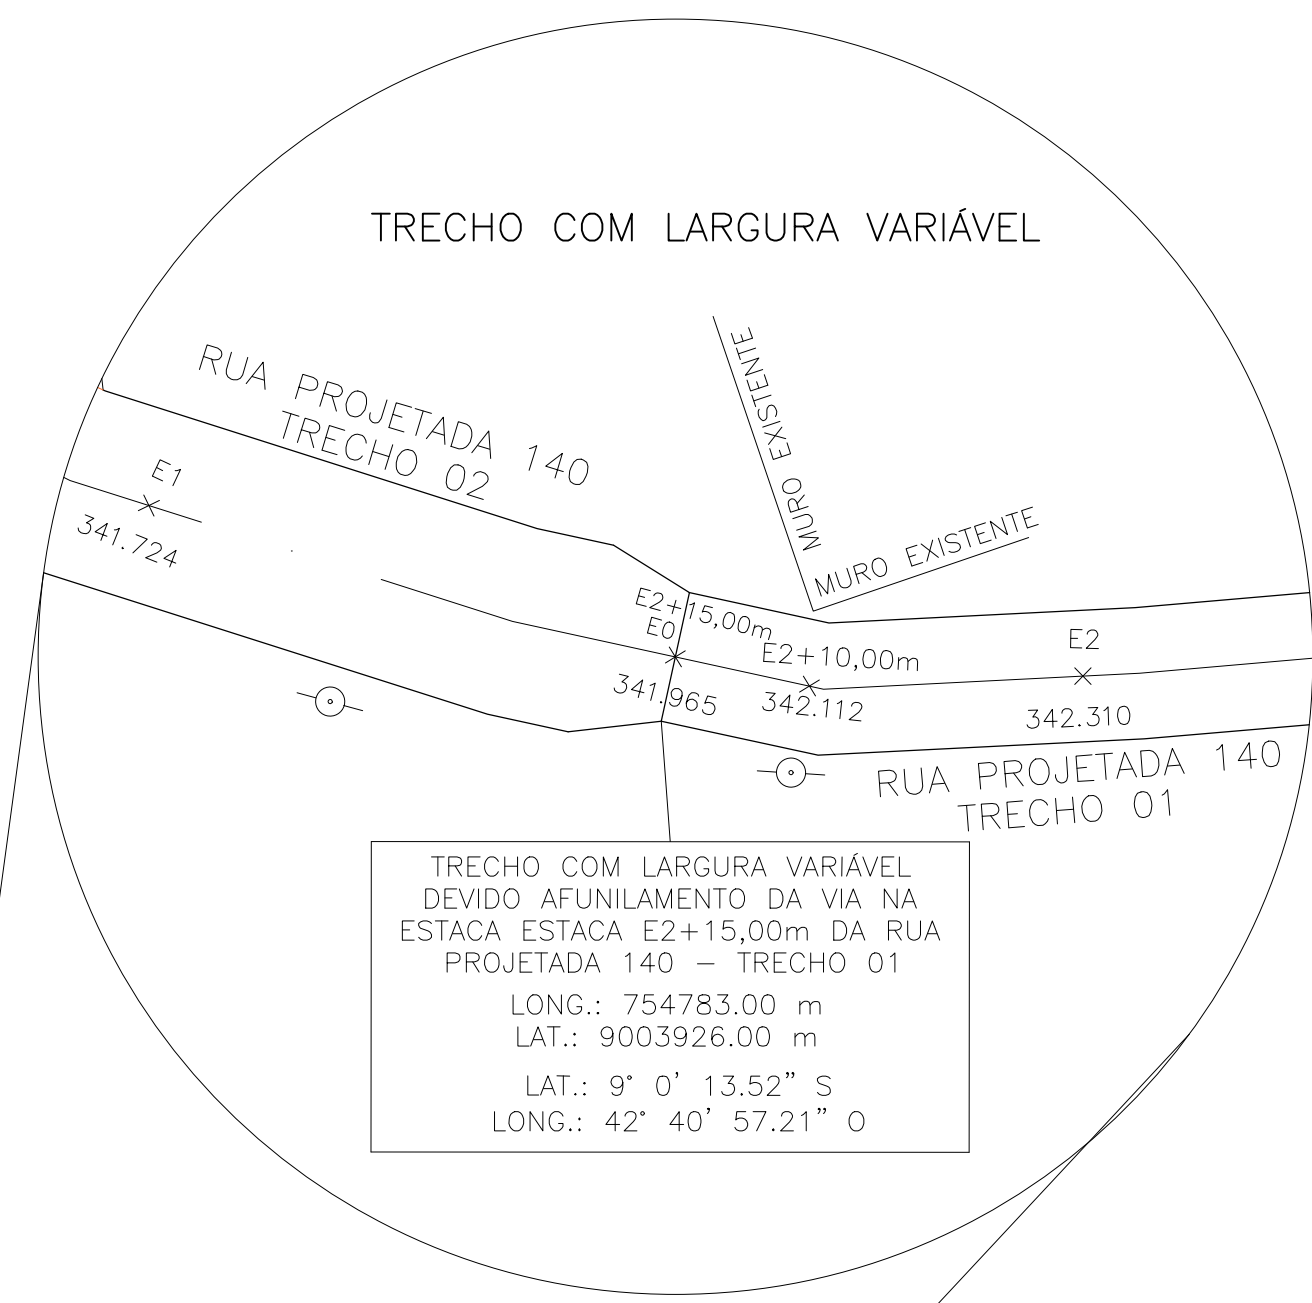 TRECHO COM LARGURA VARIÁVEL
RUA PROJETADA 140
TRECHO 02
MURO EXISTENTE
MURO EXISTENTE
E1
341.724
E2+15,00m
E0
341.965
E2+10,00m
342.112
E2
342.310
RUA PROJETADA 140
TRECHO 01
TRECHO COM LARGURA VARIÁVEL
DEVIDO AFUNILAMENTO DA VIA NA
ESTACA ESTACA E2+15,00m DA RUA
PROJETADA 140 – TRECHO 01
LONG.: 754783.00 m
LAT.: 9003926.00 m
LAT.: 9° 0' 13.52" S
LONG.: 42° 40' 57.21" O